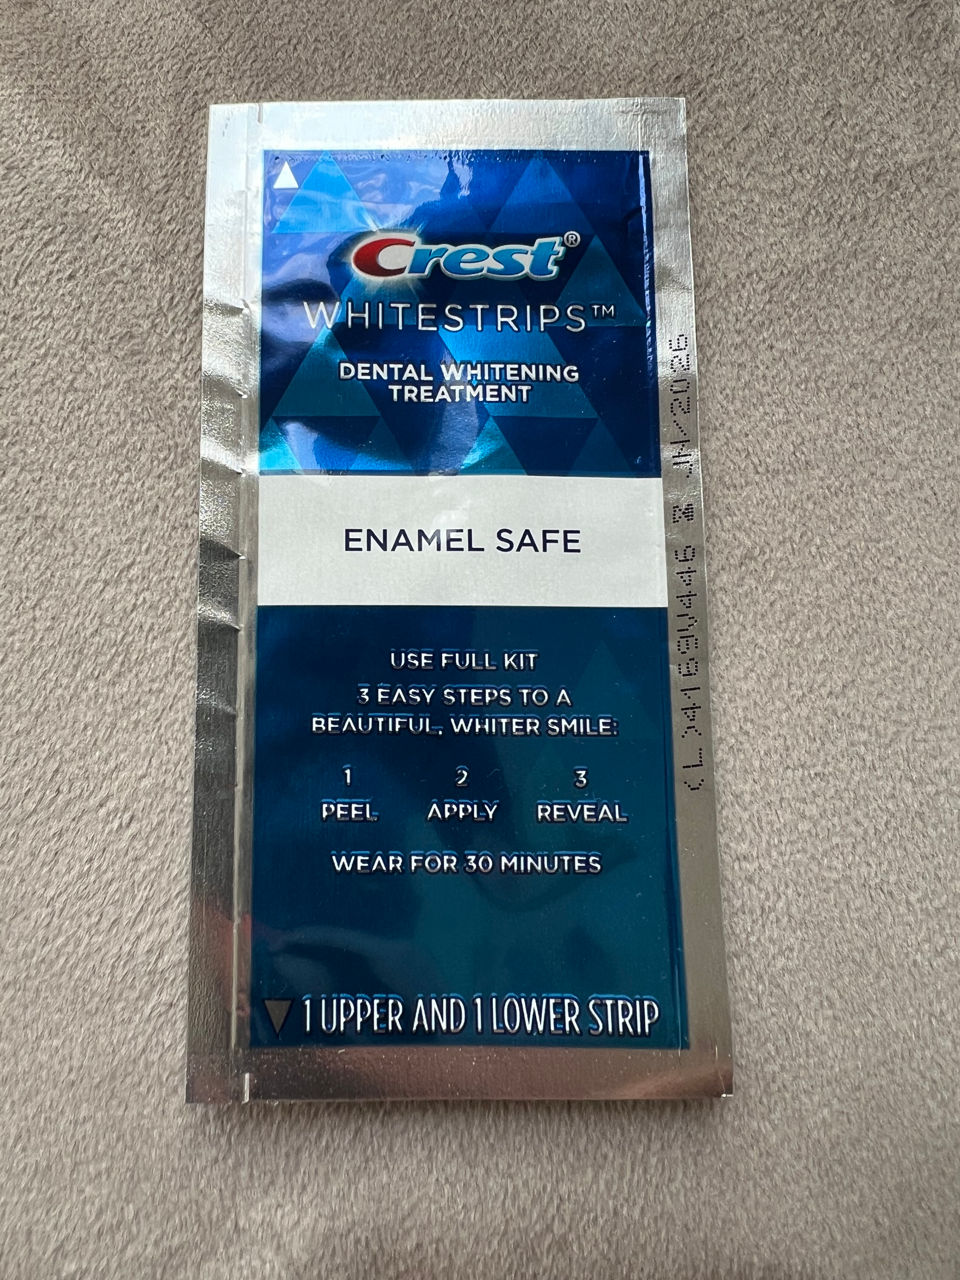 Crest®
WHITESTRIPS™
DENTAL WHITENING
TREATMENT
ENAMEL SAFE
USE FULL KIT
3 EASY STEPS TO A
BEAUTIFUL, WHITER SMILE:
1 2 3
PEEL APPLY REVEAL
WEAR FOR 30 MINUTES
1 UPPER AND 1 LOWER STRIP